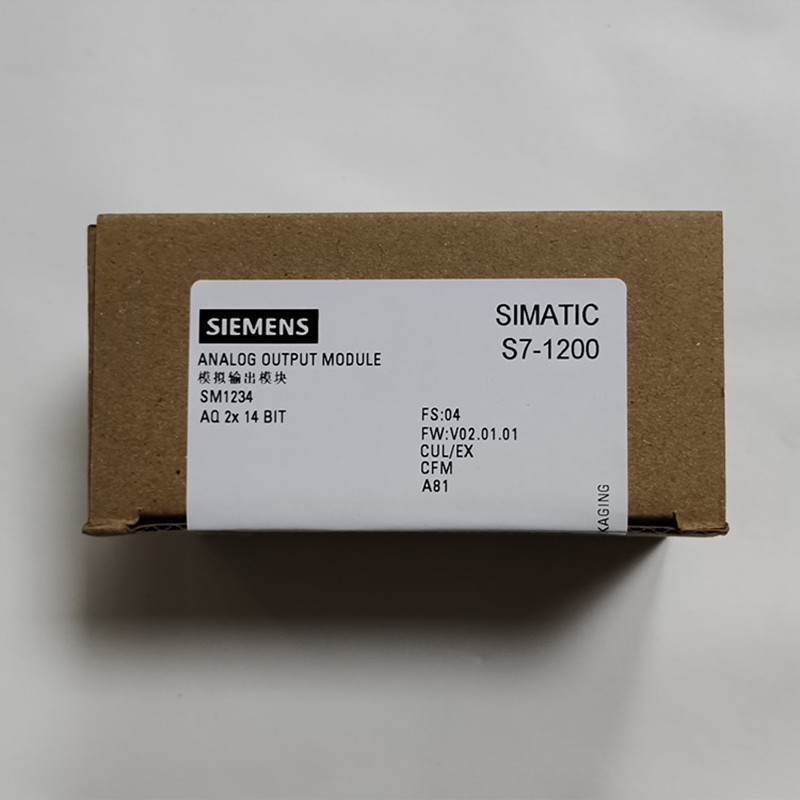 SIEMENS
SIMATIC
S7-1200
ANALOG OUTPUT MODULE
模拟输出模块
SM1234
AQ 2x 14 BIT
FS:04
FW:V02.01.01
CUL/EX
CFM
A81
KAGING